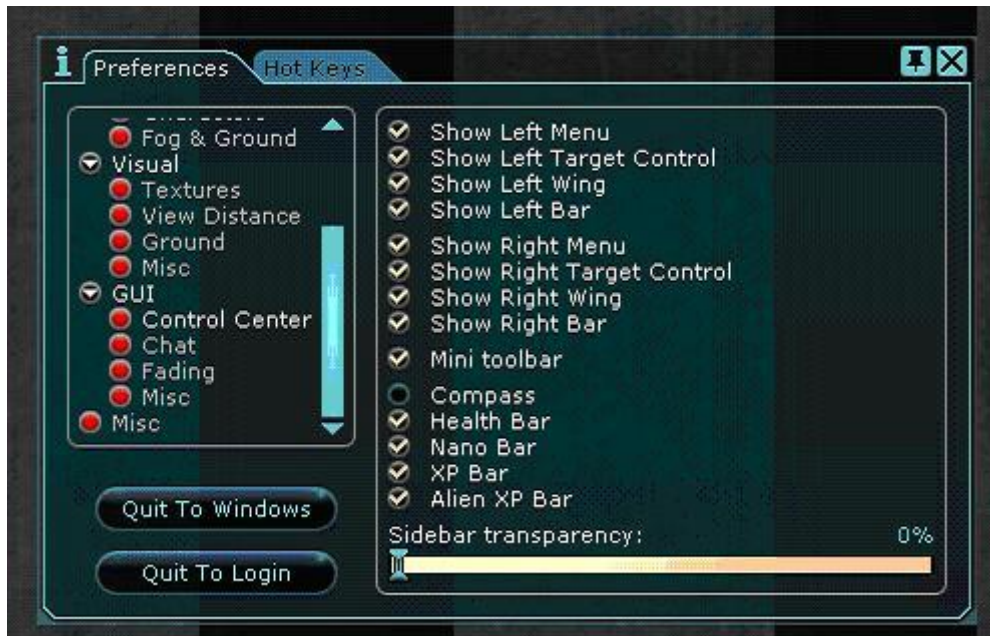 Preferences
Hot Keys
Fog & Ground
Visual
Textures
View Distance
Ground
Misc
GUI
Control Center
Chat
Fading
Misc
Misc
Quit To Windows
Quit To Login
Show Left Menu
Show Left Target Control
Show Left Wing
Show Left Bar
Show Right Menu
Show Right Target Control
Show Right Wing
Show Right Bar
Mini toolbar
Compass
Health Bar
Nano Bar
XP Bar
Alien XP Bar
Sidebar transparency: 0%